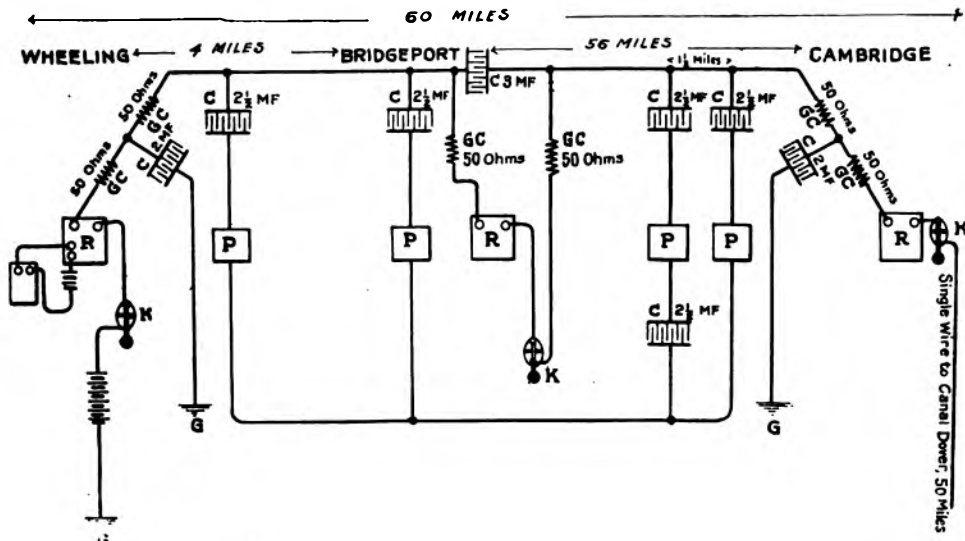 60 MILES
WHEELING
4 MILES
BRIDGEPORT
56 MILES
CAMBRIDGE
C 3 MF
1½ Miles
50 Ohms
GC
C 2 MF
50 Ohms
GC
C 2½ MF
C 2½ MF
GC
50 Ohms
GC
50 Ohms
C 2½ MF
C 2½ MF
50 Ohms
GC
C 2 MF
50 Ohms
GC
R
P
P
R
P
P
R
K
K
K
C 2½ MF
G
G
Single Wire to Canal Dover, 50 Miles